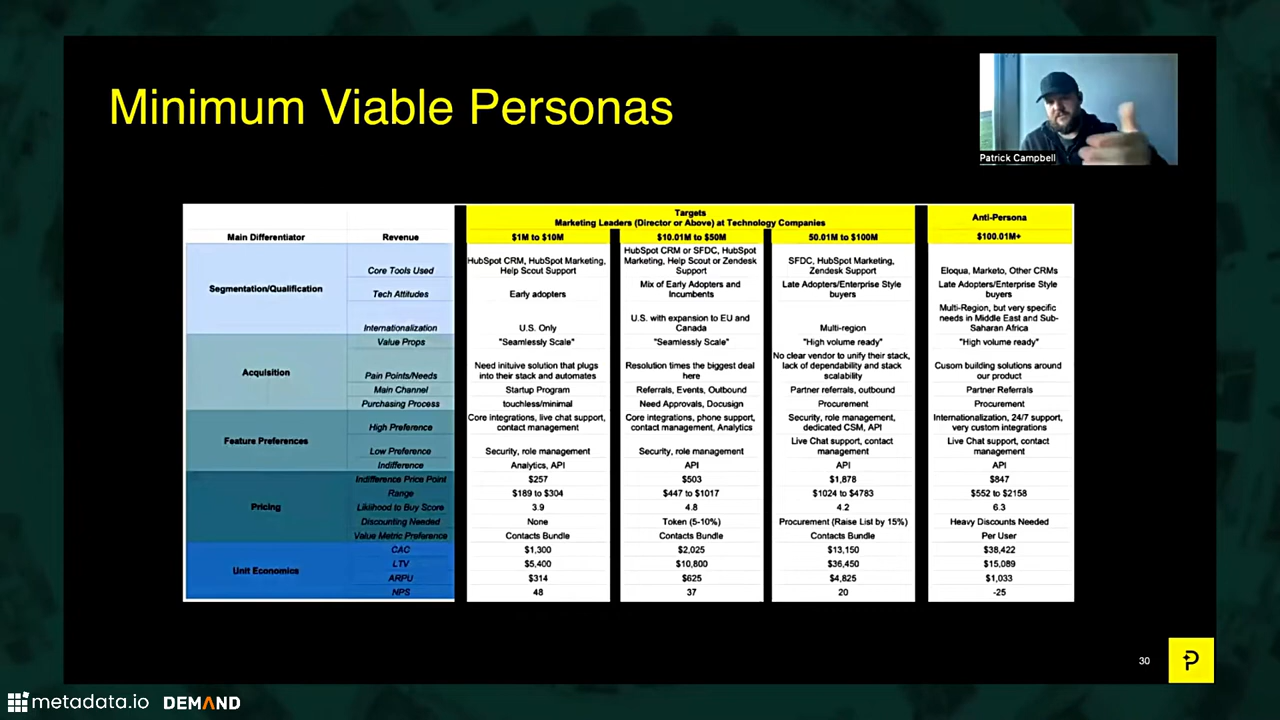 Minimum Viable Personas
Patrick Campbell
Targets
Marketing Leaders (Director or Above) at Technology Companies
Anti-Persona
Main Differentiator Revenue $1M to $10M $10.01M to $50M 50.01M to $100M $100.01M+
Segmentation/Qualification
Core Tools Used
HubSpot CRM, HubSpot Marketing,
Help Scout Support
HubSpot CRM or SFDC, HubSpot
Marketing, Help Scout or Zendesk
Support
SFDC, HubSpot Marketing,
Zendesk Support
Eloqua, Marketo, Other CRMs
Tech Attitudes
Early adopters
Mix of Early Adopters and
Incumbents
Late Adopters/Enterprise Style
buyers
Late Adopters/Enterprise Style
buyers
Internationalization
U.S. Only
U.S. with expansion to EU and
Canada
Multi-region
Multi-Region, but very specific
needs in Middle East and Sub-
Saharan Africa
Acquisition
Value Props "Seamlessly Scale" "Seamlessly Scale" "High volume ready" "High volume ready"
Pain Points/Needs
Need inituive solution that plugs
into their stack and automates
Resolution times the biggest deal
here
No clear vendor to unify their stack,
lack of dependability and stack
scalability
Cusom building solutions around
our product
Main Channel Startup Program Referrals, Events, Outbound Partner referrals, outbound Partner Referrals
Purchasing Process touchless/minimal Need Approvals, Docusign Procurement Procurement
Feature Preferences
High Preference
Core integrations, live chat support,
contact management
Core integrations, phone support,
contact management, Analytics
Security, role management,
dedicated CSM, API
Internationalization, 24/7 support,
very custom integrations
Low Preference
Security, role management
Security, role management
Live Chat support, contact
management
Live Chat support, contact
management
Indifference Analytics, API API API API
Pricing
Indifference Price Point $257 $503 $1,878 $847
Range $189 to $304 $447 to $1017 $1024 to $4783 $552 to $2158
Liklihood to Buy Score 3.9 4.8 4.2 6.3
Discounting Needed None Token (5-10%) Procurement (Raise List by 15%) Heavy Discounts Needed
Value Metric Preference Contacts Bundle Contacts Bundle Contacts Bundle Per User
Unit Economics
CAC $1,300 $2,025 $13,150 $38,422
LTV $5,400 $10,800 $36,450 $15,089
ARPU $314 $625 $4,825 $1,033
NPS 48 37 20 -25
30
metadata.io DEMAND